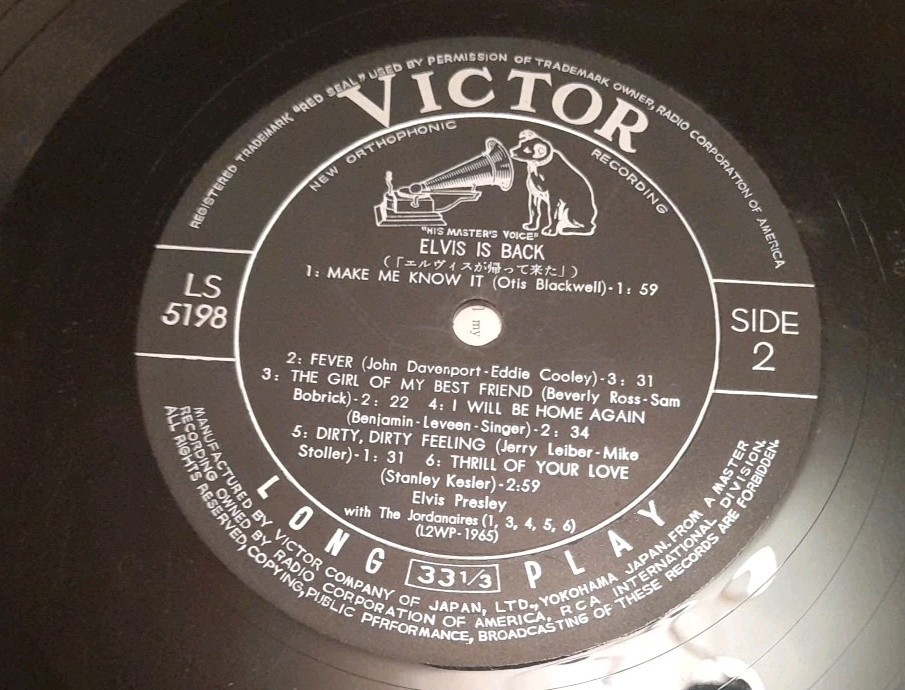 REGISTERED TRADEMARK "RED SEAL" USED BY PERMISSION OF TRADEMARK OWNER, RADIO CORPORATION OF AMERICA
VICTOR
NEW ORTHOPHONIC RECORDING
"HIS MASTER'S VOICE"
ELVIS IS BACK
(「エルヴィスが帰って来た」)
1: MAKE ME KNOW IT (Otis Blackwell)-1: 59
LS
5198
SIDE
2
my
2: FEVER (John Davenport-Eddie Cooley)-3: 31
3: THE GIRL OF MY BEST FRIEND (Beverly Ross-Sam
Bobrick)-2: 22 4: I WILL BE HOME AGAIN
(Benjamin-Leveen-Singer)-2: 34
5: DIRTY, DIRTY FEELING (Jerry Leiber-Mike
Stoller)-1: 31 6: THRILL OF YOUR LOVE
(Stanley Kesler)-2:59
Elvis Presley
with The Jordanaires (1, 3, 4, 5, 6)
(L2WP-1965)
LONG 33 1/3 PLAY
MANUFACTURED BY VICTOR COMPANY OF JAPAN, LTD., YOKOHAMA JAPAN. FROM A MASTER
RECORDING OWNED BY RADIO CORPORATION OF AMERICA, RCA INTERNATIONAL DIVISION.
ALL RIGHTS RESERVED, COPYING, PUBLIC PERFORMANCE, BROADCASTING OF THESE RECORDS ARE FORBIDDEN.